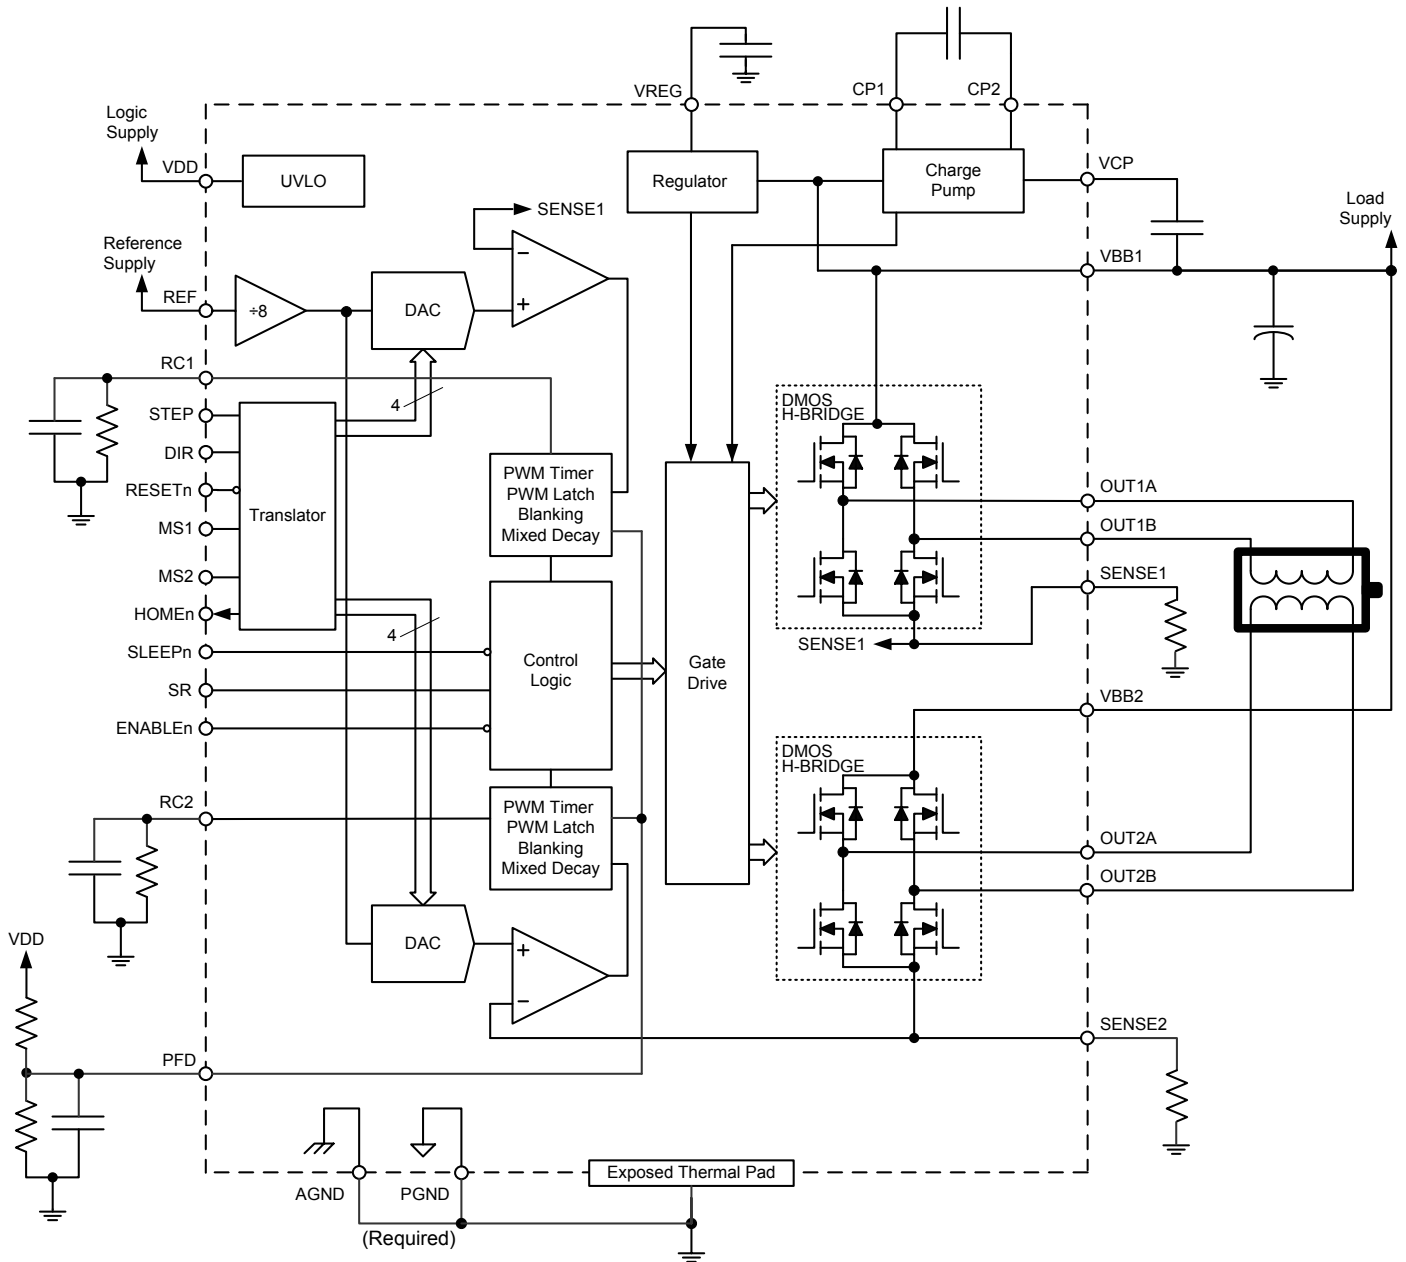 VREG
CP1
CP2
Logic
Supply
VDD
UVLO
Regulator
Charge
Pump
VCP
Load
Supply
SENSE1
Reference
Supply
REF
÷8
DAC
−
+
VBB1
RC1
4
STEP
DIR
RESETn
MS1
MS2
HOMEn
Translator
PWM Timer
PWM Latch
Blanking
Mixed Decay
DMOS
H-BRIDGE
OUT1A
OUT1B
SENSE1
SENSE1
4
SLEEPn
SR
ENABLEn
Control
Logic
Gate
Drive
VBB2
DMOS
H-BRIDGE
RC2
PWM Timer
PWM Latch
Blanking
Mixed Decay
OUT2A
OUT2B
VDD
DAC
+
−
SENSE2
PFD
AGND
PGND
Exposed Thermal Pad
(Required)